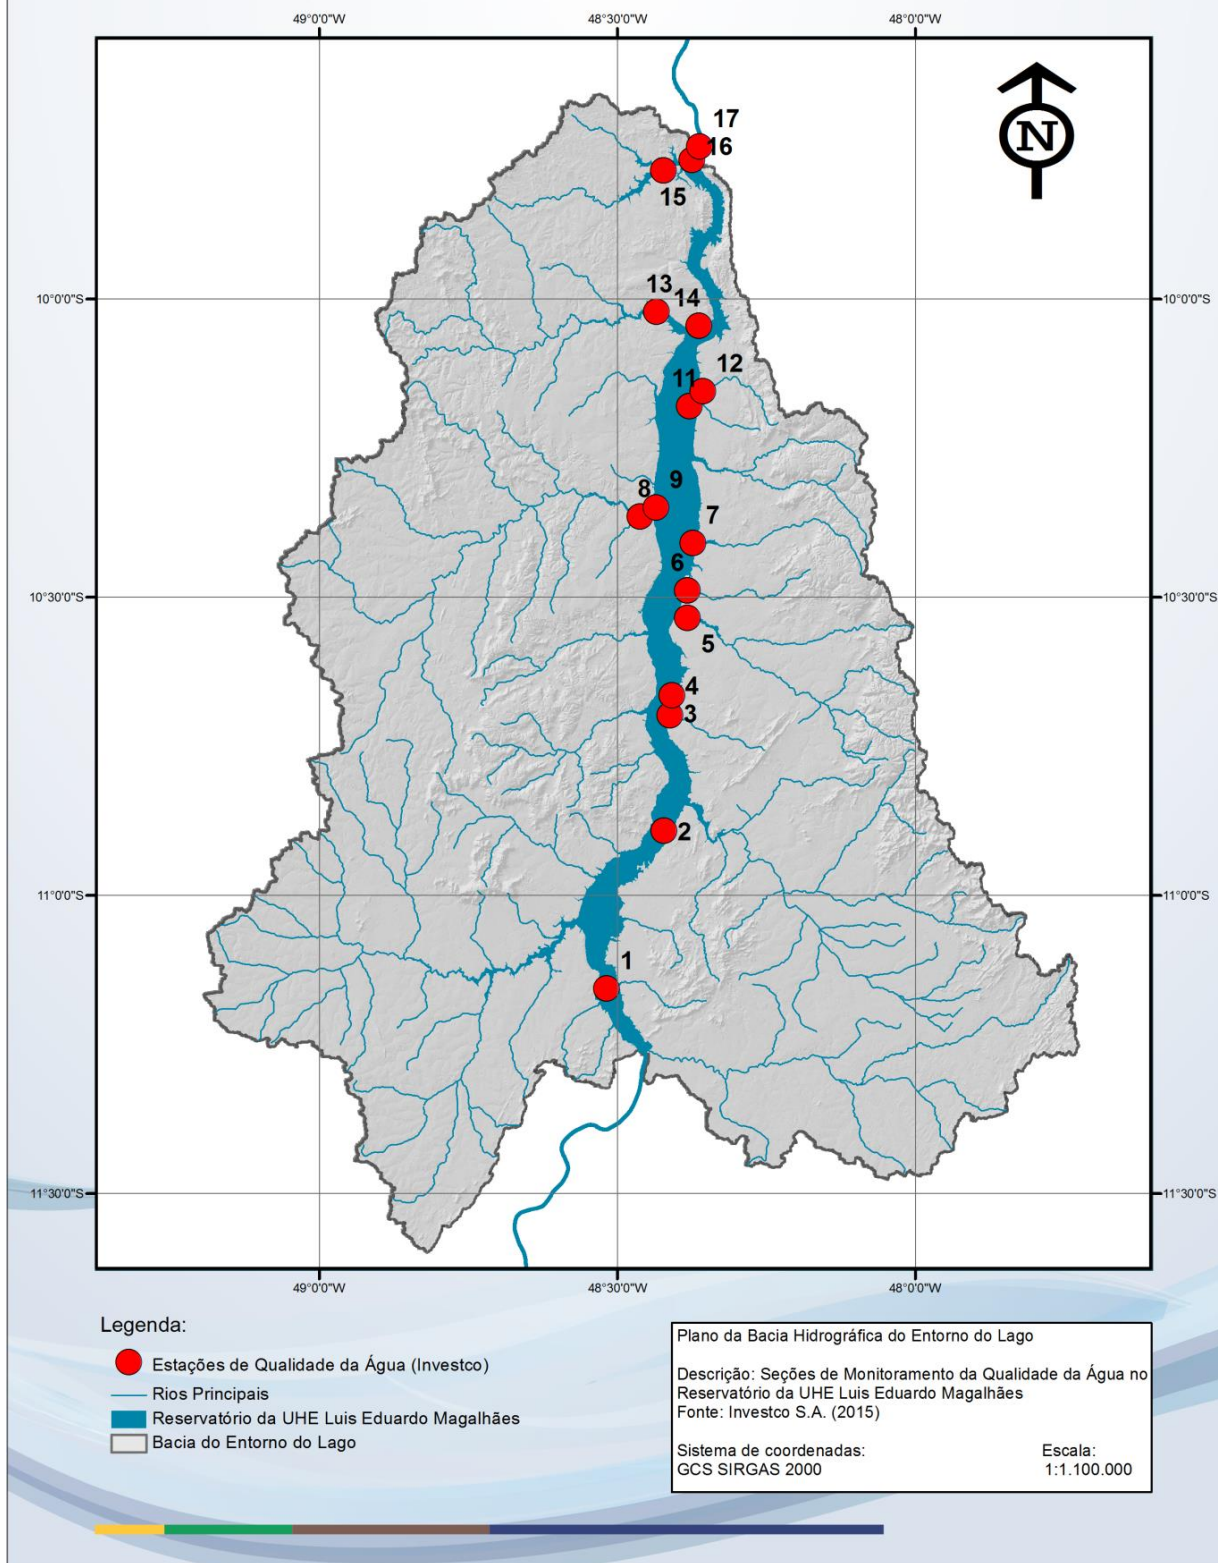 49°0'0"W 48°30'0"W 48°0'0"W
N
17
16
15
10°0'0"S 10°0'0"S
13
14
12
11
9
8
7
6
10°30'0"S 10°30'0"S
5
4
3
2
11°0'0"S 11°0'0"S
1
11°30'0"S 11°30'0"S
49°0'0"W 48°30'0"W 48°0'0"W
Legenda:
Estações de Qualidade da Água (Investco)
Rios Principais
Reservatório da UHE Luis Eduardo Magalhães
Bacia do Entorno do Lago
Plano da Bacia Hidrográfica do Entorno do Lago
Descrição: Seções de Monitoramento da Qualidade da Água no
Reservatório da UHE Luis Eduardo Magalhães
Fonte: Investco S.A. (2015)
Sistema de coordenadas: Escala:
GCS SIRGAS 2000 1:1.100.000